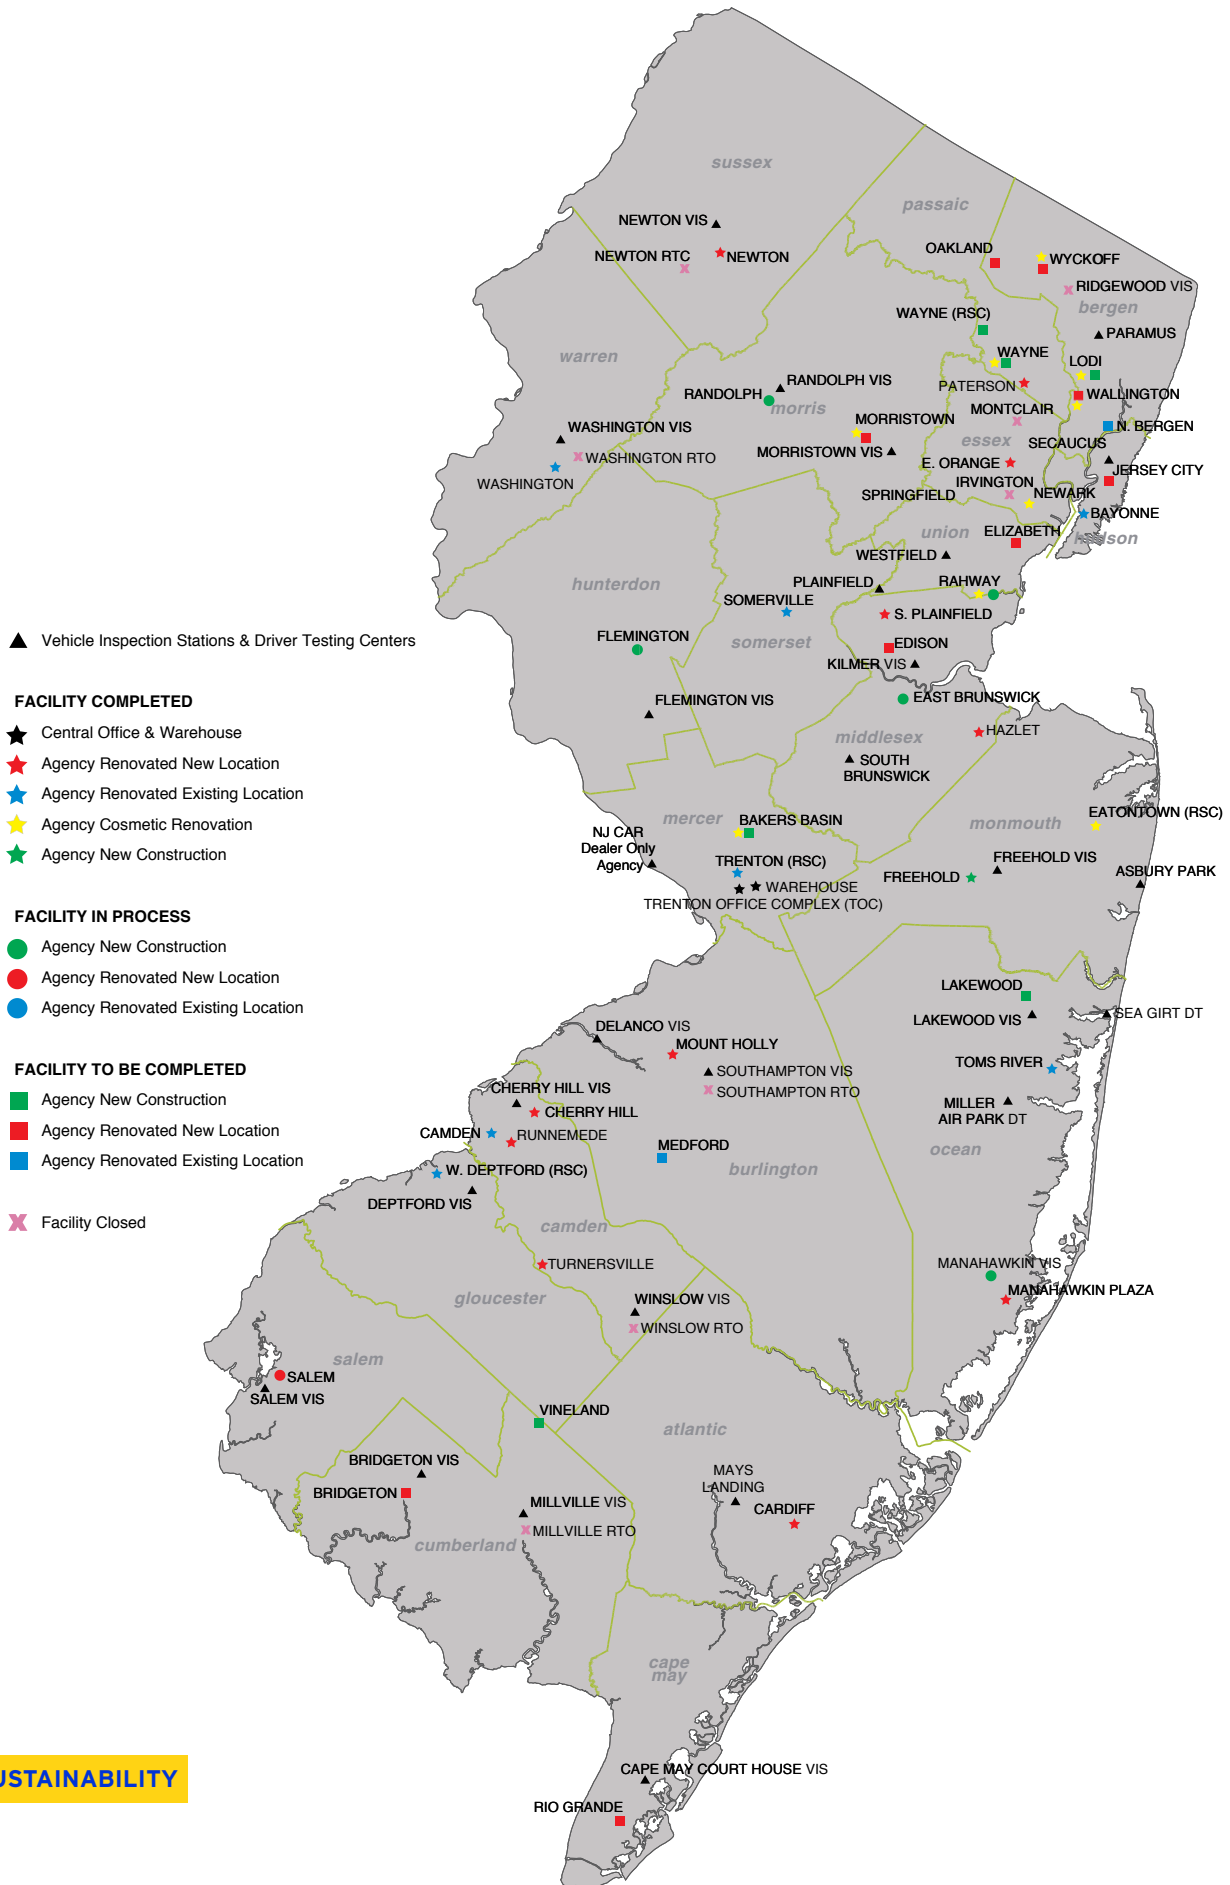 sussex
passaic
NEWTON VIS
OAKLAND
NEWTON RTC
NEWTON
WYCKOFF
RIDGEWOOD VIS
bergen
WAYNE (RSC)
PARAMUS
warren
WAYNE
LODI
RANDOLPH VIS
PATERSON
RANDOLPH
WALLINGTON
morris
MONTCLAIR
MORRISTOWN
WASHINGTON VIS
N. BERGEN
essex
SECAUCUS
MORRISTOWN VIS
WASHINGTON RTO
E. ORANGE
JERSEY CITY
WASHINGTON
IRVINGTON
SPRINGFIELD
NEWARK
BAYONNE
union
ELIZABETH
hudson
WESTFIELD
hunterdon
PLAINFIELD
RAHWAY
SOMERVILLE
S. PLAINFIELD
FLEMINGTON
somerset
EDISON
Vehicle Inspection Stations & Driver Testing Centers
KILMER VIS
FLEMINGTON VIS
EAST BRUNSWICK
FACILITY COMPLETED
HAZLET
Central Office & Warehouse
middlesex
Agency Renovated New Location
SOUTH
BRUNSWICK
Agency Renovated Existing Location
EATONTOWN (RSC)
mercer
BAKERS BASIN
monmouth
Agency Cosmetic Renovation
NJ CAR
Dealer Only
Agency
Agency New Construction
TRENTON (RSC)
FREEHOLD VIS
ASBURY PARK
FREEHOLD
WAREHOUSE
TRENTON OFFICE COMPLEX (TOC)
FACILITY IN PROCESS
Agency New Construction
Agency Renovated New Location
LAKEWOOD
Agency Renovated Existing Location
SEA GIRT DT
LAKEWOOD VIS
DELANCO VIS
MOUNT HOLLY
TOMS RIVER
FACILITY TO BE COMPLETED
SOUTHAMPTON VIS
CHERRY HILL VIS
SOUTHAMPTON RTO
Agency New Construction
MILLER
AIR PARK DT
CHERRY HILL
Agency Renovated New Location
CAMDEN
RUNNEMEDE
MEDFORD
ocean
Agency Renovated Existing Location
burlington
W. DEPTFORD (RSC)
DEPTFORD VIS
Facility Closed
camden
TURNERSVILLE
MANAHAWKIN VIS
MANAHAWKIN PLAZA
gloucester
WINSLOW VIS
WINSLOW RTO
salem
SALEM
SALEM VIS
VINELAND
atlantic
BRIDGETON VIS
MAYS
LANDING
BRIDGETON
MILLVILLE VIS
CARDIFF
MILLVILLE RTO
cumberland
cape
may
CAPE MAY COURT HOUSE VIS
USTAINABILITY
RIO GRANDE